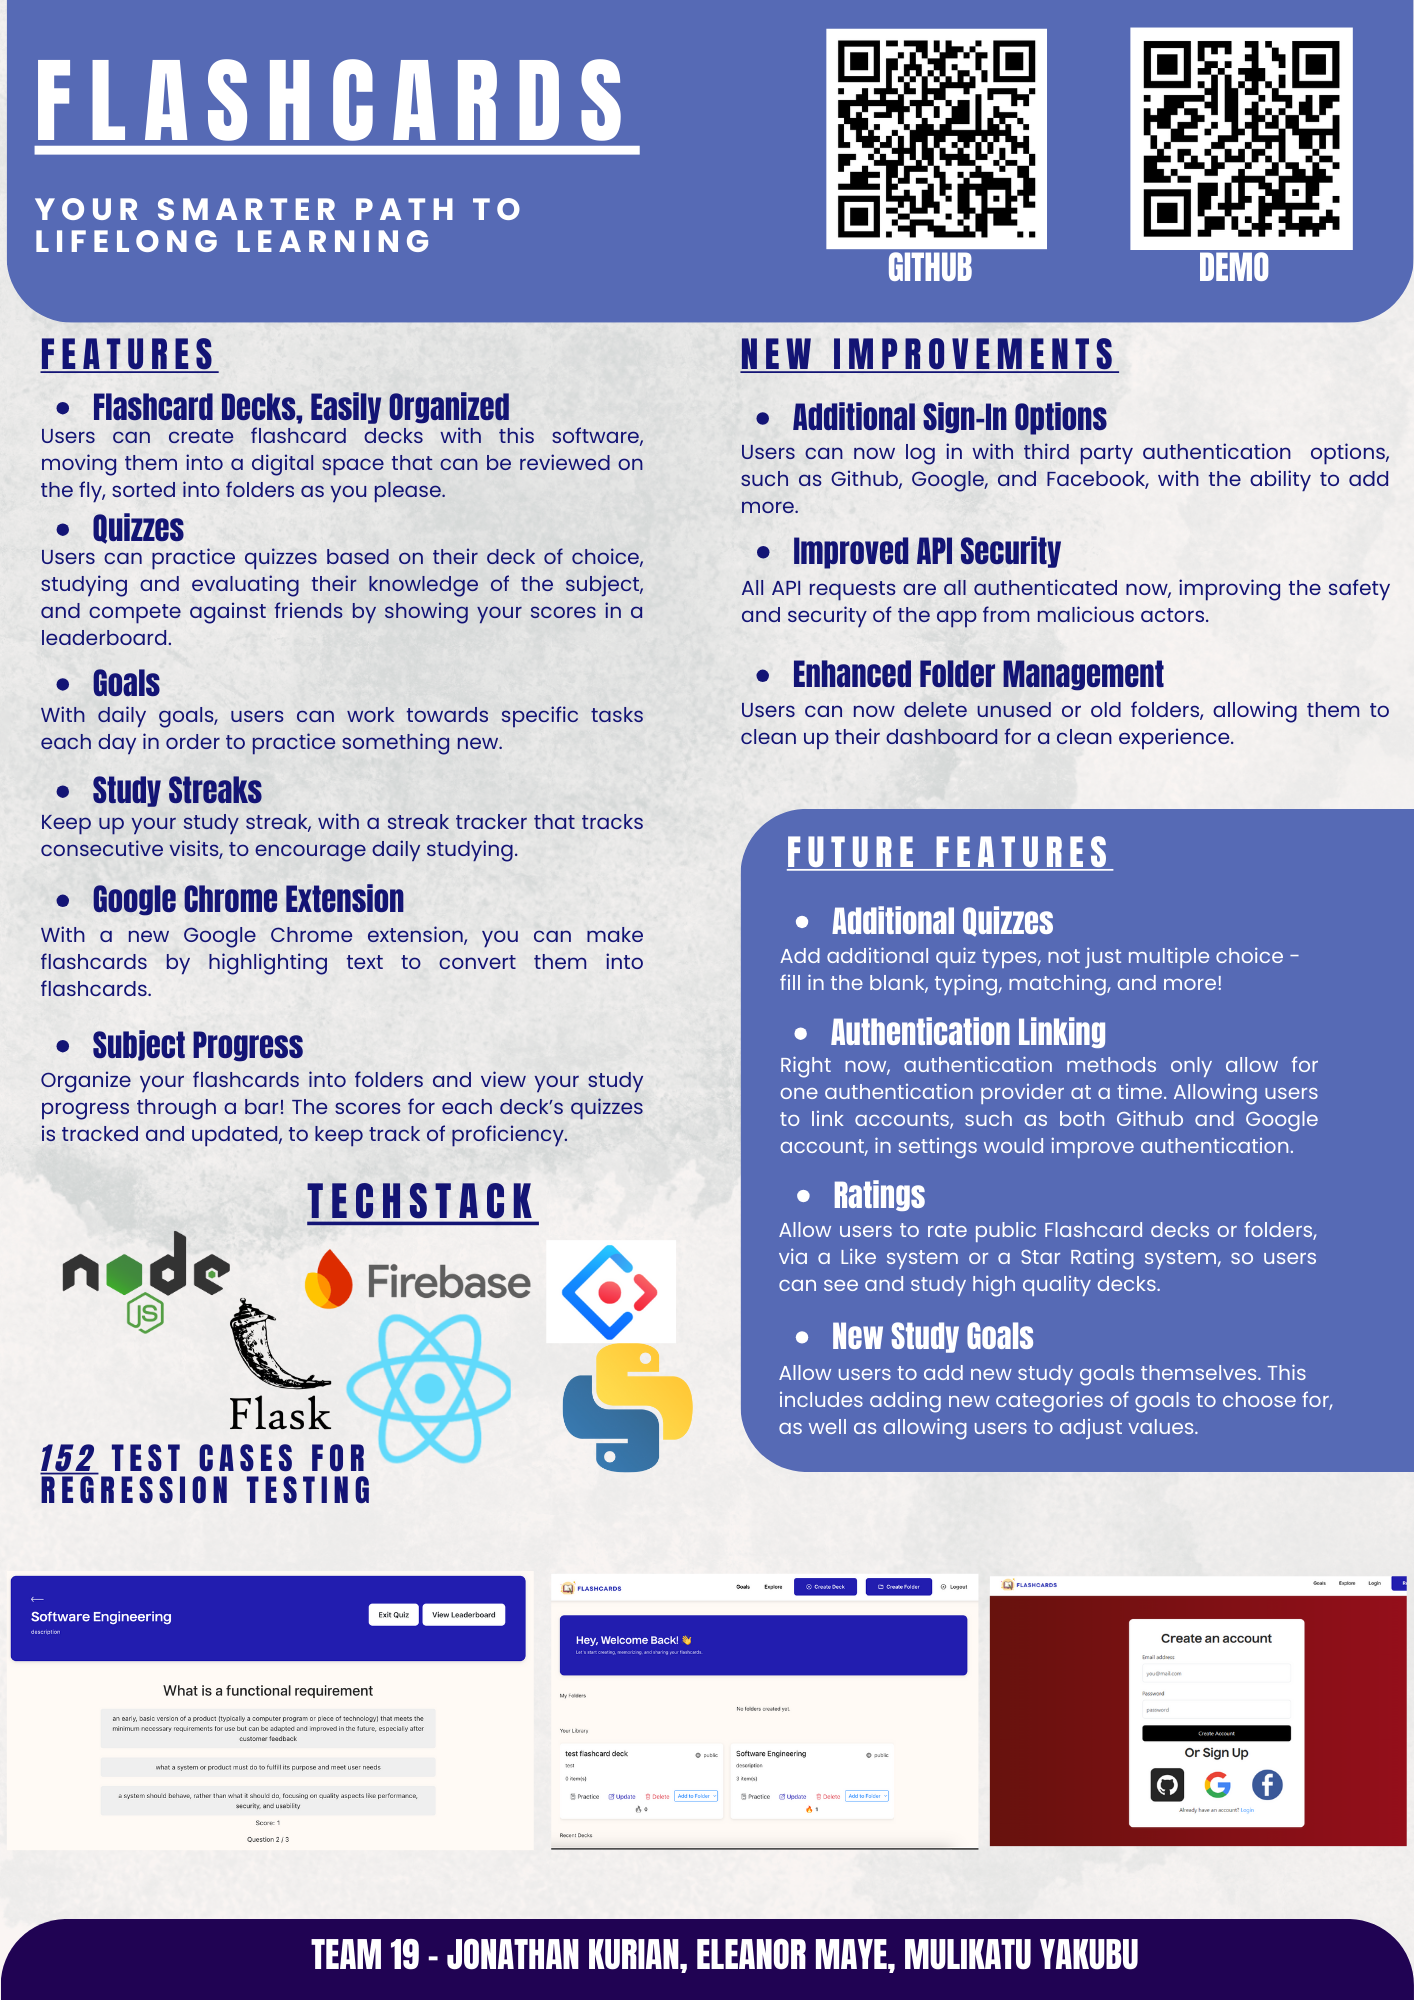 FLASHCARDS
YOUR SMARTER PATH TO
LIFELONG LEARNING
GITHUB
DEMO
FEATURES
• Flashcard Decks, Easily Organized
Users can create flashcard decks with this software,
moving them into a digital space that can be reviewed on
the fly, sorted into folders as you please.
• Quizzes
Users can practice quizzes based on their deck of choice,
studying and evaluating their knowledge of the subject,
and compete against friends by showing your scores in a
leaderboard.
• Goals
With daily goals, users can work towards specific tasks
each day in order to practice something new.
• Study Streaks
Keep up your study streak, with a streak tracker that tracks
consecutive visits, to encourage daily studying.
• Google Chrome Extension
With a new Google Chrome extension, you can make
flashcards by highlighting text to convert them into
flashcards.
• Subject Progress
Organize your flashcards into folders and view your study
progress through a bar! The scores for each deck's quizzes
is tracked and updated, to keep track of proficiency.
TECHSTACK
node
JS
Firebase
Flask
152 TEST CASES FOR
REGRESSION TESTING
NEW IMPROVEMENTS
• Additional Sign-In Options
Users can now log in with third party authentication options,
such as Github, Google, and Facebook, with the ability to add
more.
• Improved API Security
All API requests are all authenticated now, improving the safety
and security of the app from malicious actors.
• Enhanced Folder Management
Users can now delete unused or old folders, allowing them to
clean up their dashboard for a clean experience.
FUTURE FEATURES
• Additional Quizzes
Add additional quiz types, not just multiple choice -
fill in the blank, typing, matching, and more!
• Authentication Linking
Right now, authentication methods only allow for
one authentication provider at a time. Allowing users
to link accounts, such as both Github and Google
account, in settings would improve authentication.
• Ratings
Allow users to rate public Flashcard decks or folders,
via a Like system or a Star Rating system, so users
can see and study high quality decks.
• New Study Goals
Allow users to add new study goals themselves. This
includes adding new categories of goals to choose for,
as well as allowing users to adjust values.
Software Engineering
description
Exit Quiz
View Leaderboard
What is a functional requirement
an early, basic version of a product (typically a computer program or piece of technology) that meets the
minimum necessary requirements for use but can be adapted and improved in the future, especially after
customer feedback
what a system or product must do to fulfill its purpose and meet user needs
a system should behave, rather than what it should do, focusing on quality aspects like performance,
security, and usability
Score: 1
Question 2 / 3
FLASHCARDS
Goals
Explore
Create Deck
Create Folder
Logout
Hey, Welcome Back! 👋
Let's start creating, memorizing, and sharing your flashcards.
My Folders
No folders created yet.
Your Library
test flashcard deck
public
test
0 item(s)
Practice
Update
Delete
Add to Folder
0
Software Engineering
public
description
3 item(s)
Practice
Update
Delete
Add to Folder
1
Recent Decks
FLASHCARDS
Goals
Explore
Login
Create an account
Email address
you@mail.com
Password
password
Create Account
Or Sign Up
Already have an account? Login
TEAM 19 - JONATHAN KURIAN, ELEANOR MAYE, MULIKATU YAKUBU